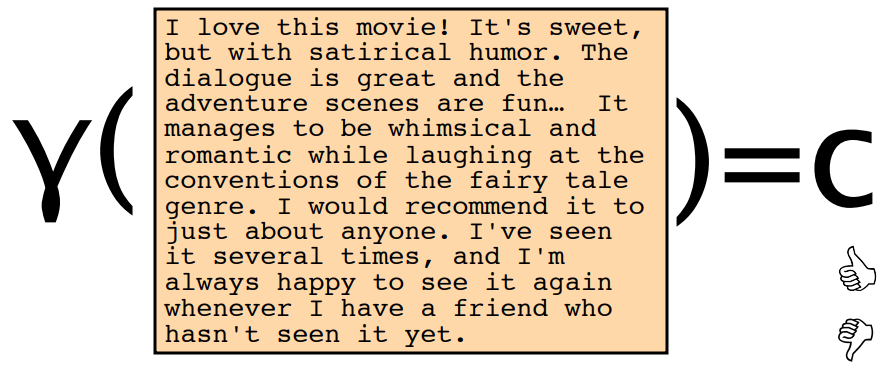 γ(
I love this movie! It's sweet,
but with satirical humor. The
dialogue is great and the
adventure scenes are fun…  It
manages to be whimsical and
romantic while laughing at the
conventions of the fairy tale
genre. I would recommend it to
just about anyone. I've seen
it several times, and I'm
always happy to see it again
whenever I have a friend who
hasn't seen it yet.
)=c